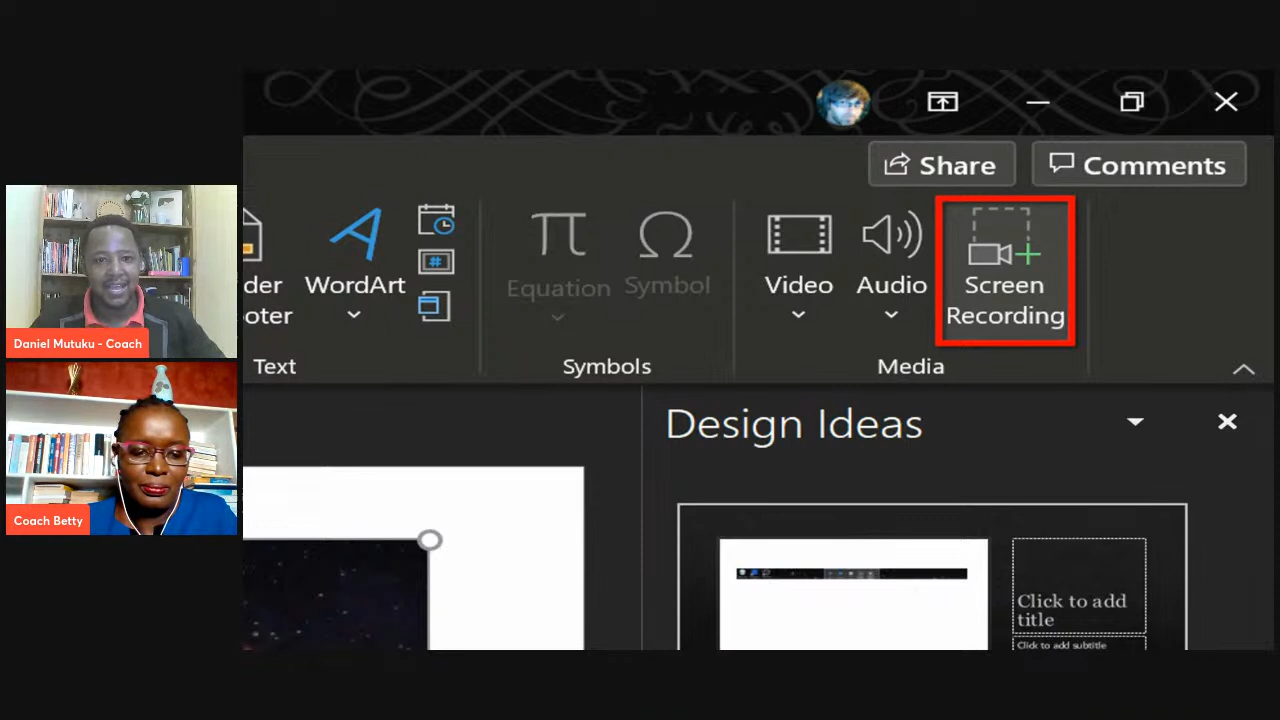 Share
Comments
der
oter
WordArt
#
Equation
Symbol
Video
Audio
Screen
Recording
Text
Symbols
Media
Design Ideas
Click to add
title
Click to add subtitle
Daniel Mutuku - Coach
Coach Betty